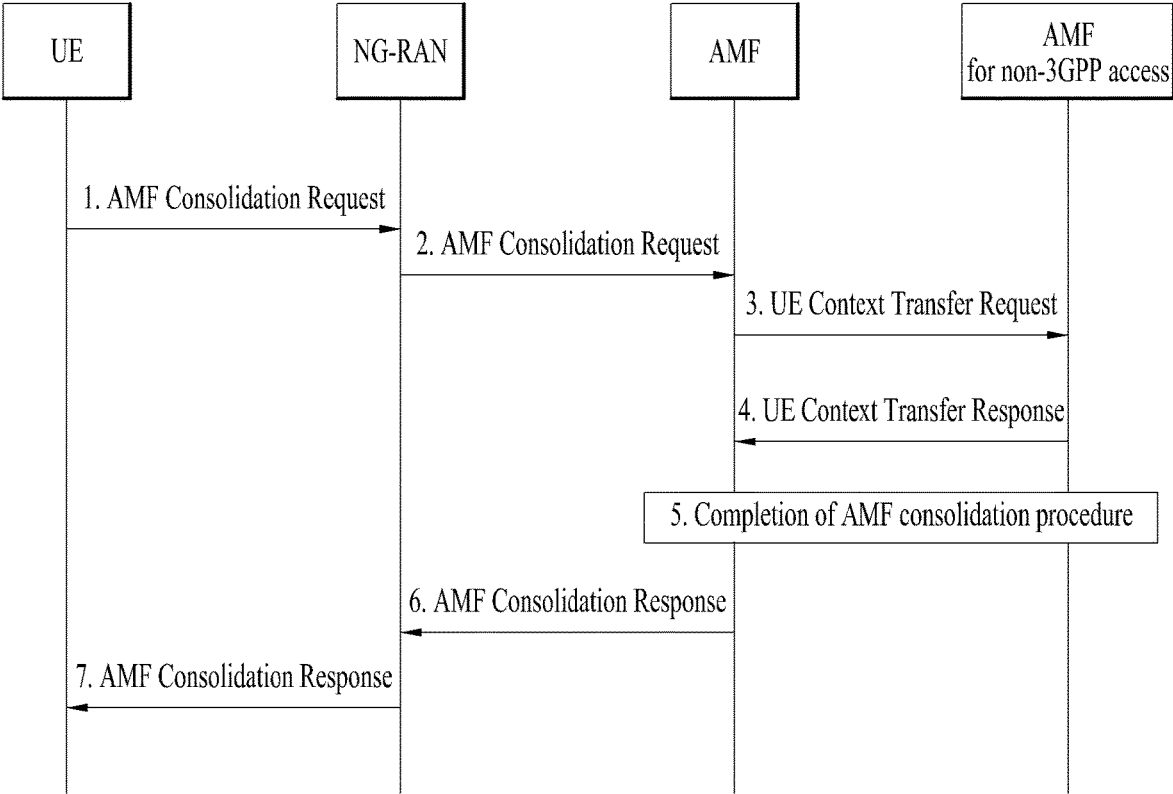 UE
NG-RAN
AMF
AMF
for non-3GPP access
1. AMF Consolidation Request
2. AMF Consolidation Request
3. UE Context Transfer Request
4. UE Context Transfer Response
5. Completion of AMF consolidation procedure
6. AMF Consolidation Response
7. AMF Consolidation Response